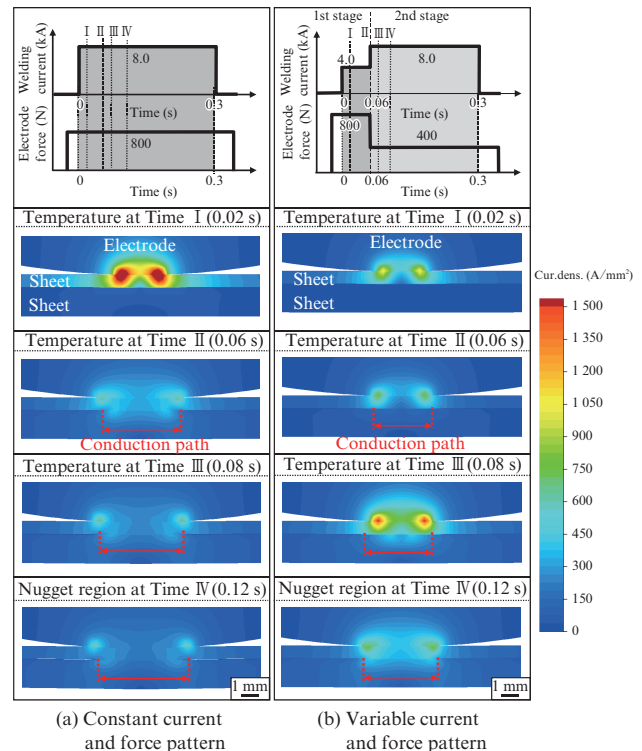 Welding
current (kA)
Ⅰ Ⅱ Ⅲ Ⅳ
8.0
0
Time (s)
0.3
Electrode
force (N)
800
0
Time (s)
0.3
Temperature at Time Ⅰ (0.02 s)
Electrode
Sheet
Sheet
Temperature at Time Ⅱ (0.06 s)
Conduction path
Temperature at Time Ⅲ (0.08 s)
Nugget region at Time Ⅳ (0.12 s)
1 mm
(a) Constant current
and force pattern
1st stage
2nd stage
Ⅰ Ⅱ Ⅲ Ⅳ
Welding
current (kA)
4.0
8.0
0
0.06
Time (s)
0.3
Electrode
force (N)
800
400
0
0.06
Time (s)
0.3
Temperature at Time Ⅰ (0.02 s)
Electrode
Sheet
Sheet
Temperature at Time Ⅱ (0.06 s)
Conduction path
Temperature at Time Ⅲ (0.08 s)
Nugget region at Time Ⅳ (0.12 s)
1 mm
(b) Variable current
and force pattern
Cur.dens. (A/mm²)
1 500
1 350
1 200
1 050
900
750
600
450
300
150
0